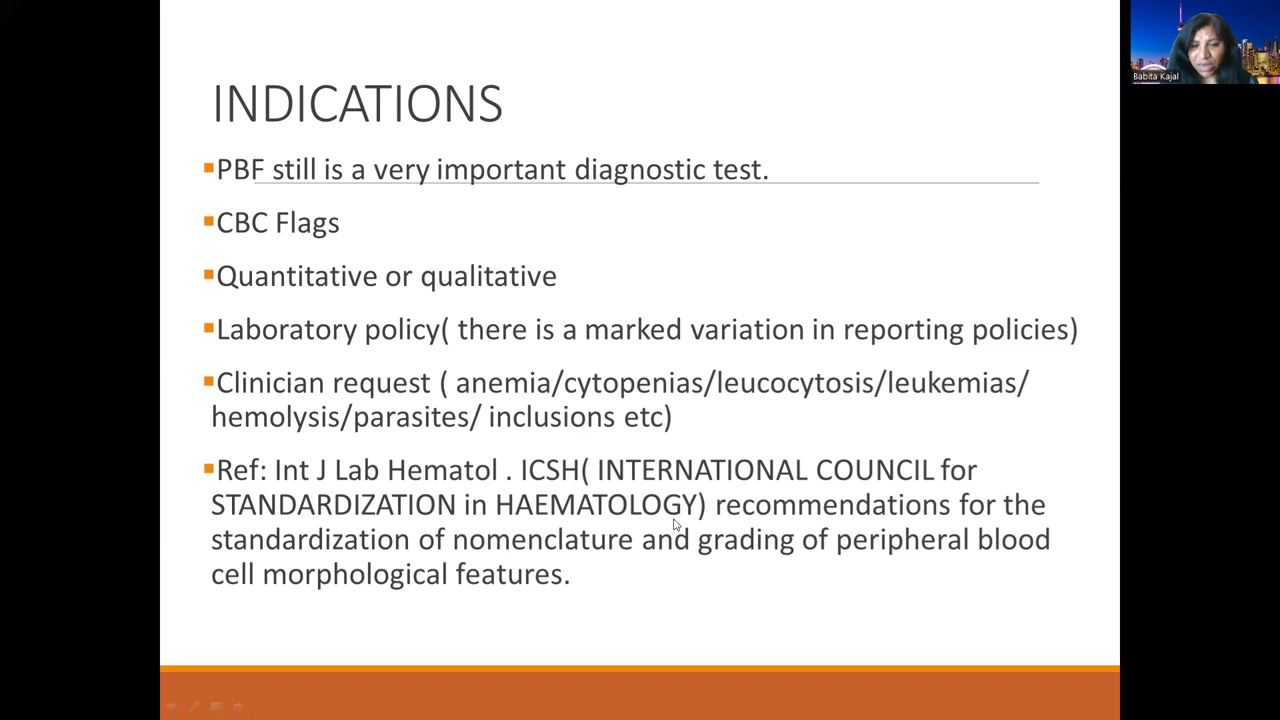 INDICATIONS
▪PBF still is a very important diagnostic test.
▪CBC Flags
▪Quantitative or qualitative
▪Laboratory policy( there is a marked variation in reporting policies)
▪Clinician request ( anemia/cytopenias/leucocytosis/leukemias/
hemolysis/parasites/ inclusions etc)
▪Ref: Int J Lab Hematol . ICSH( INTERNATIONAL COUNCIL for
STANDARDIZATION in HAEMATOLOGY) recommendations for the
standardization of nomenclature and grading of peripheral blood
cell morphological features.
Babita Kajal